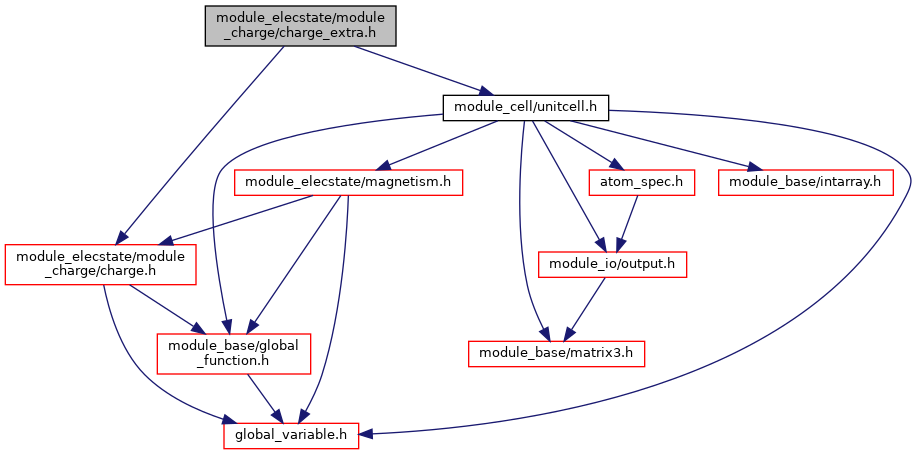 module_elecstate/module
_charge/charge_extra.h
module_cell/unitcell.h
module_elecstate/magnetism.h
atom_spec.h
module_base/intarray.h
module_elecstate/module
_charge/charge.h
module_io/output.h
module_base/global
_function.h
module_base/matrix3.h
global_variable.h